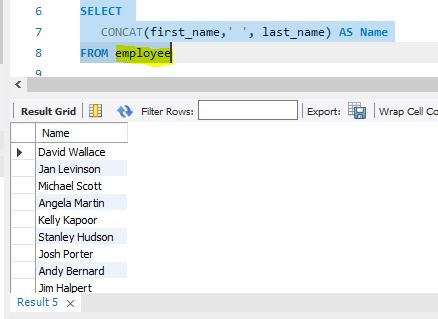 6 SELECT
7 CONCAT(first_name,' ', last_name) AS Name
8 FROM employee
9
Result Grid Filter Rows: Export: Wrap Cell Co
Name
David Wallace
Jan Levinson
Michael Scott
Angela Martin
Kelly Kapoor
Stanley Hudson
Josh Porter
Andy Bernard
Jim Halpert
Result 5 ×